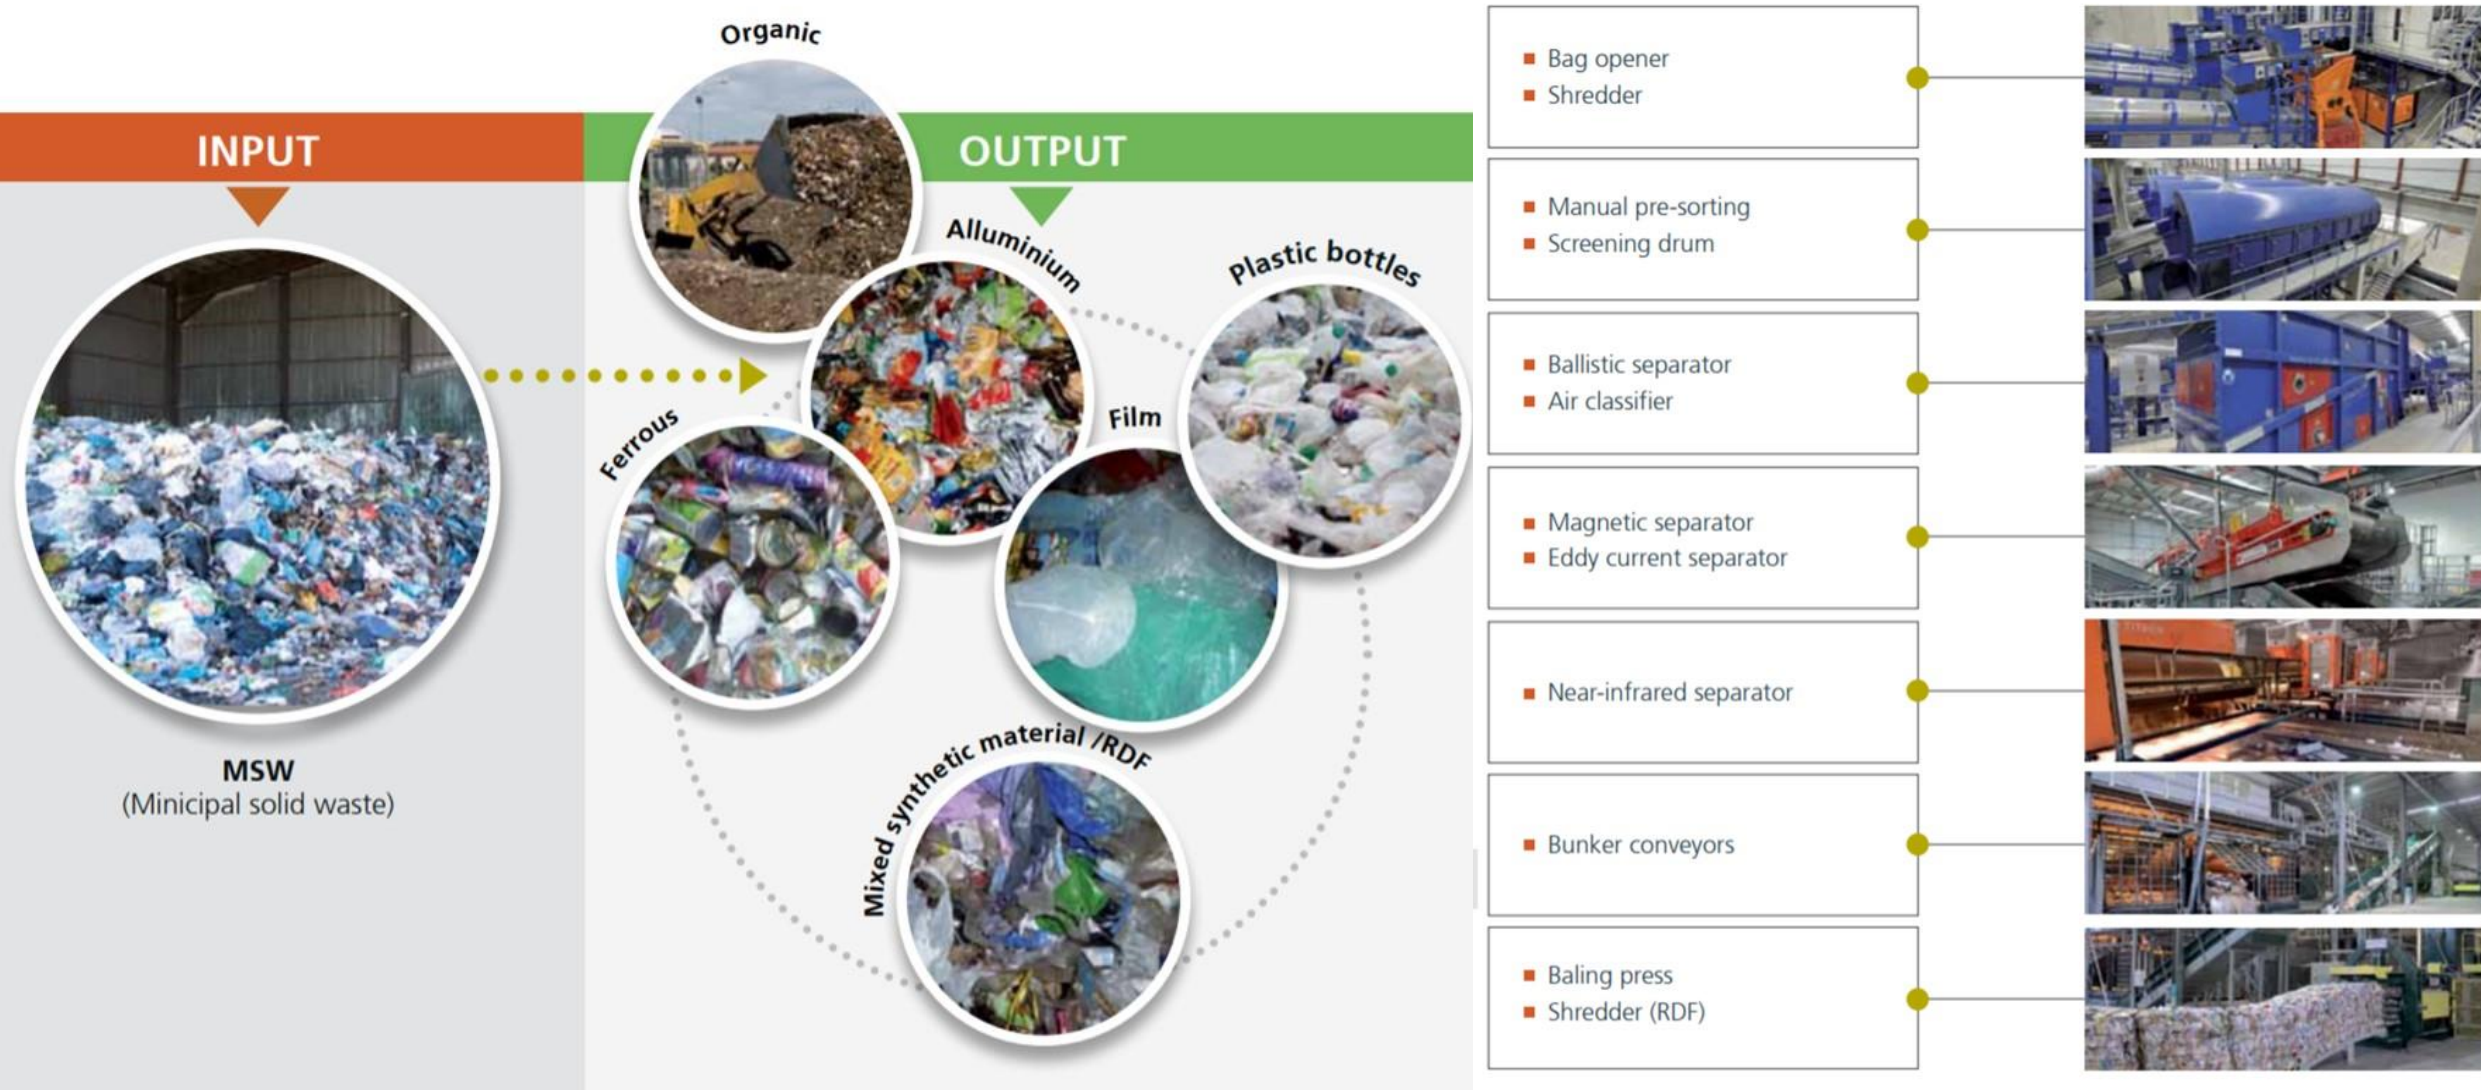 INPUT
OUTPUT
Organic
Alluminium
Plastic bottles
Ferrous
Film
Mixed synthetic material /RDF
MSW
(Minicipal solid waste)
Bag opener
Shredder
Manual pre-sorting
Screening drum
Ballistic separator
Air classifier
Magnetic separator
Eddy current separator
Near-infrared separator
Bunker conveyors
Baling press
Shredder (RDF)